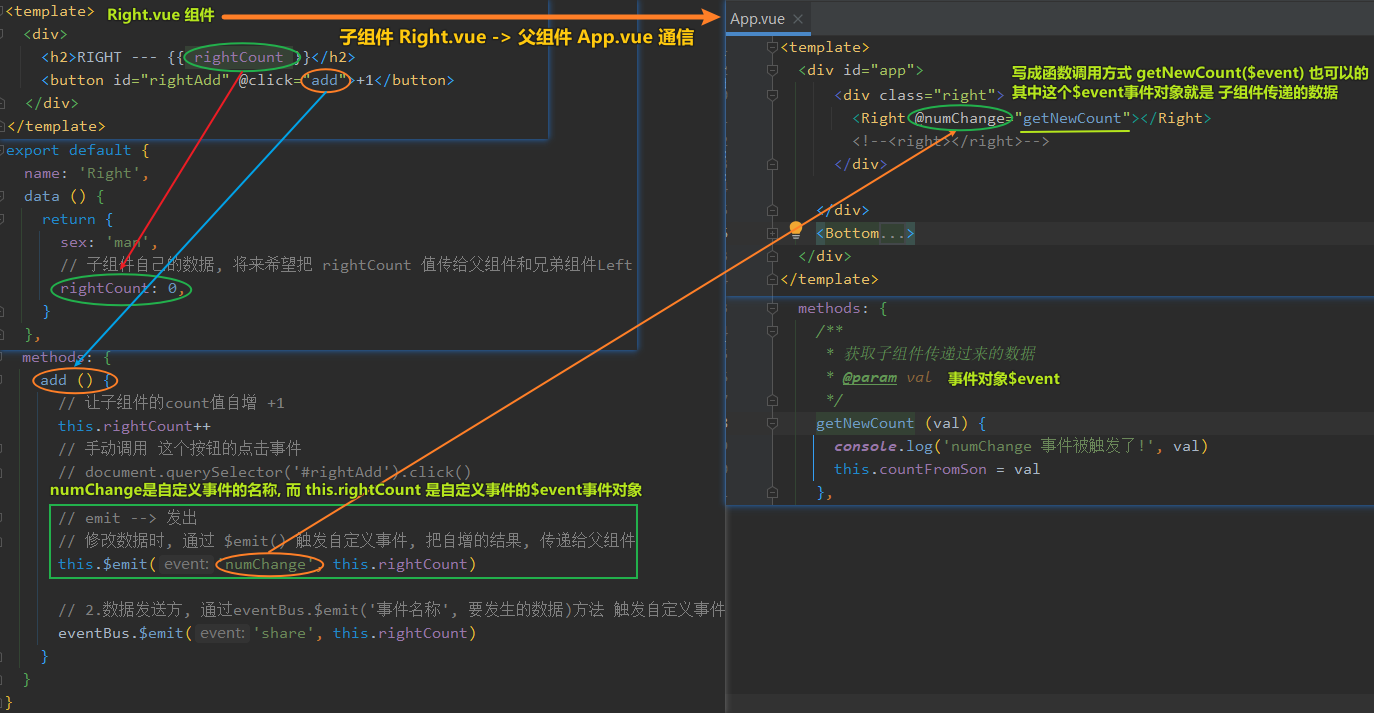 <template>
Right.vue 组件
子组件 Right.vue -> 父组件 App.vue 通信
<div>
<h2>RIGHT --- {{ rightCount }}</h2>
<button id="rightAdd" @click="add">+1</button>
</div>
</template>
export default {
name: 'Right',
data () {
return {
sex: 'man',
// 子组件自己的数据, 将来希望把 rightCount 值传给父组件和兄弟组件Left
rightCount: 0,
}
},
methods: {
add () {
// 让子组件的count值自增 +1
this.rightCount++
// 手动调用 这个按钮的点击事件
// document.querySelector('#rightAdd').click()
numChange是自定义事件的名称, 而 this.rightCount 是自定义事件的$event事件对象
// emit --> 发出
// 修改数据时, 通过 $emit() 触发自定义事件, 把自增的结果, 传递给父组件
this.$emit( event: 'numChange', this.rightCount)
// 2.数据发送方, 通过eventBus.$emit('事件名称', 要发生的数据)方法 触发自定义事件
eventBus.$emit( event: 'share', this.rightCount)
}
}
}
App.vue ×
<template>
<div id="app">
写成函数调用方式 getNewCount($event) 也可以的
其中这个$event事件对象就是 子组件传递的数据
<div class="right">
<Right @numChange="getNewCount"></Right>
<!--<right></right>-->
</div>
</div>
<Bottom...>
</div>
</template>
methods: {
/**
* 获取子组件传递过来的数据
* @param val 事件对象$event
*/
getNewCount (val) {
console.log('numChange 事件被触发了!', val)
this.countFromSon = val
},